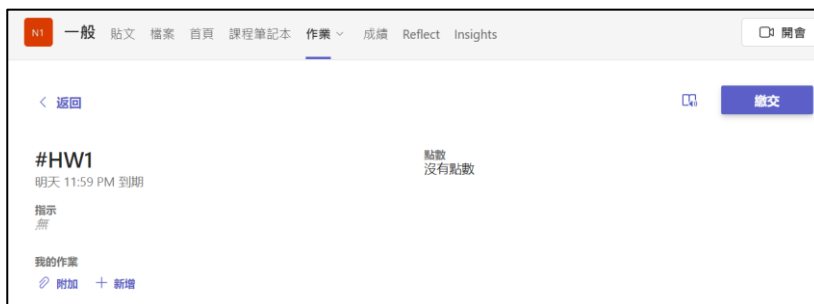 N1 一般 貼文 檔案 首頁 課程筆記本 作業 成績 Reflect Insights 開會
返回 繳交
#HW1
明天 11:59 PM 到期
點數
沒有點數
指示
無
我的作業
附加 新增